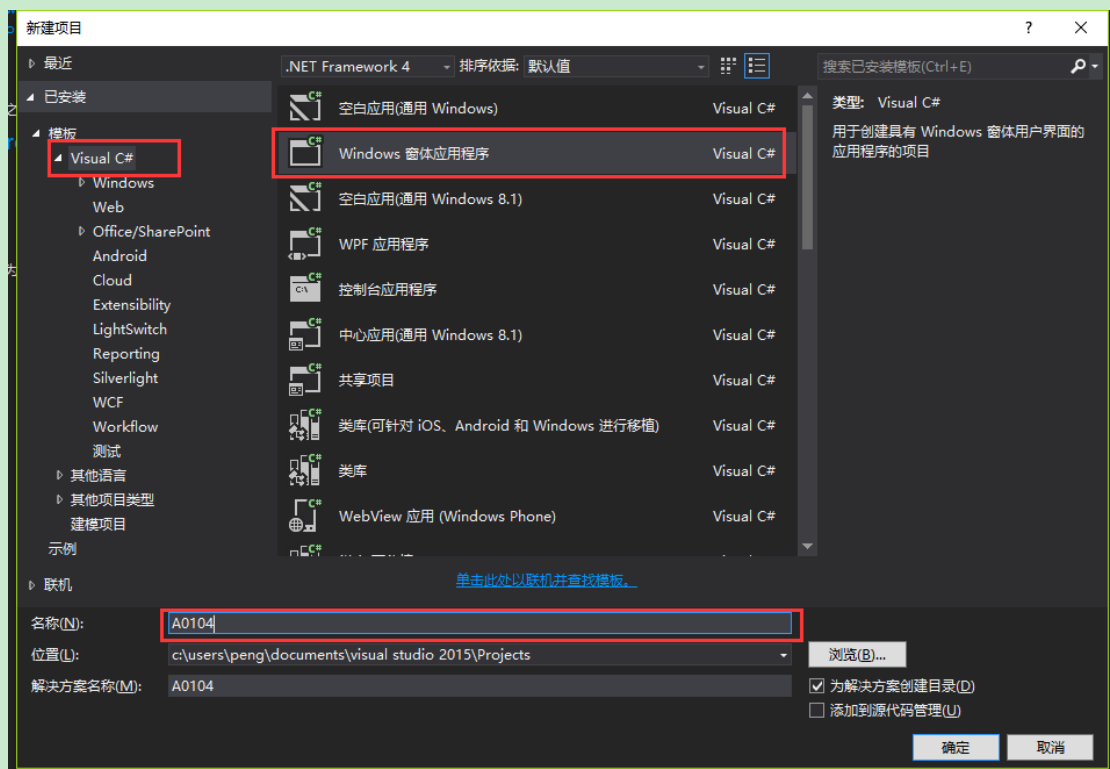 新建项目
最近
已安装
模板
Visual C#
Windows
Web
Office/SharePoint
Android
Cloud
Extensibility
LightSwitch
Reporting
Silverlight
WCF
Workflow
测试
其他语言
其他项目类型
建模项目
示例
联机
.NET Framework 4 排序依据: 默认值
空白应用(通用 Windows) Visual C#
Windows 窗体应用程序 Visual C#
空白应用(通用 Windows 8.1) Visual C#
WPF 应用程序 Visual C#
控制台应用程序 Visual C#
中心应用(通用 Windows 8.1) Visual C#
共享项目 Visual C#
类库(可针对 iOS、Android 和 Windows 进行移植) Visual C#
类库 Visual C#
WebView 应用 (Windows Phone) Visual C#
单击此处以联机并查找模板。
搜索已安装模板(Ctrl+E)
类型: Visual C#
用于创建具有 Windows 窗体用户界面的
应用程序的项目
名称(N): A0104
位置(L): c:\users\peng\documents\visual studio 2015\Projects 浏览(B)...
解决方案名称(M): A0104 为解决方案创建目录(D)
添加到源代码管理(U)
确定 取消